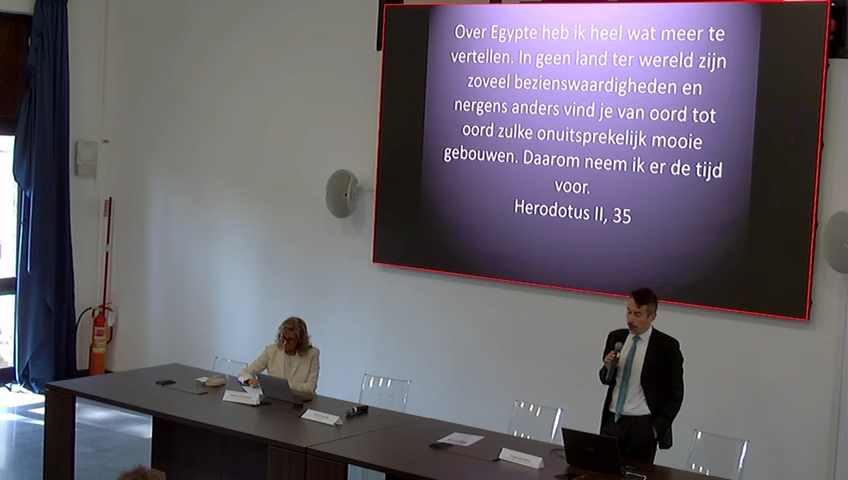 Over Egypte heb ik heel wat meer te
vertellen. In geen land ter wereld zijn
zoveel bezienswaardigheden en
nergens anders vind je van oord tot
oord zulke onuitsprekelijk mooie
gebouwen. Daarom neem ik er de tijd
voor.
Herodotus II, 35